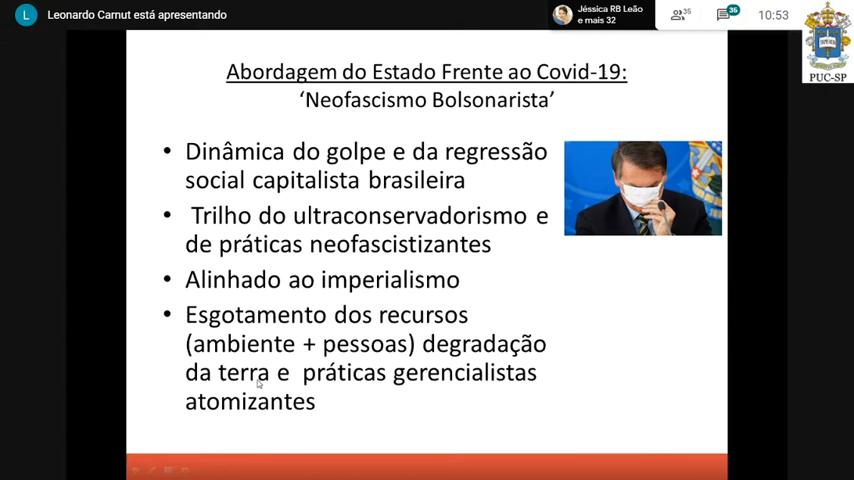 L
Leonardo Carnut está apresentando
Jéssica RB Leão
e mais 32
35
35
10:53
PUC-SP
Abordagem do Estado Frente ao Covid-19:
‘Neofascismo Bolsonarista’
• Dinâmica do golpe e da regressão
social capitalista brasileira
• Trilho do ultraconservadorismo e
de práticas neofascistizantes
• Alinhado ao imperialismo
• Esgotamento dos recursos
(ambiente + pessoas) degradação
da terra e práticas gerencialistas
atomizantes